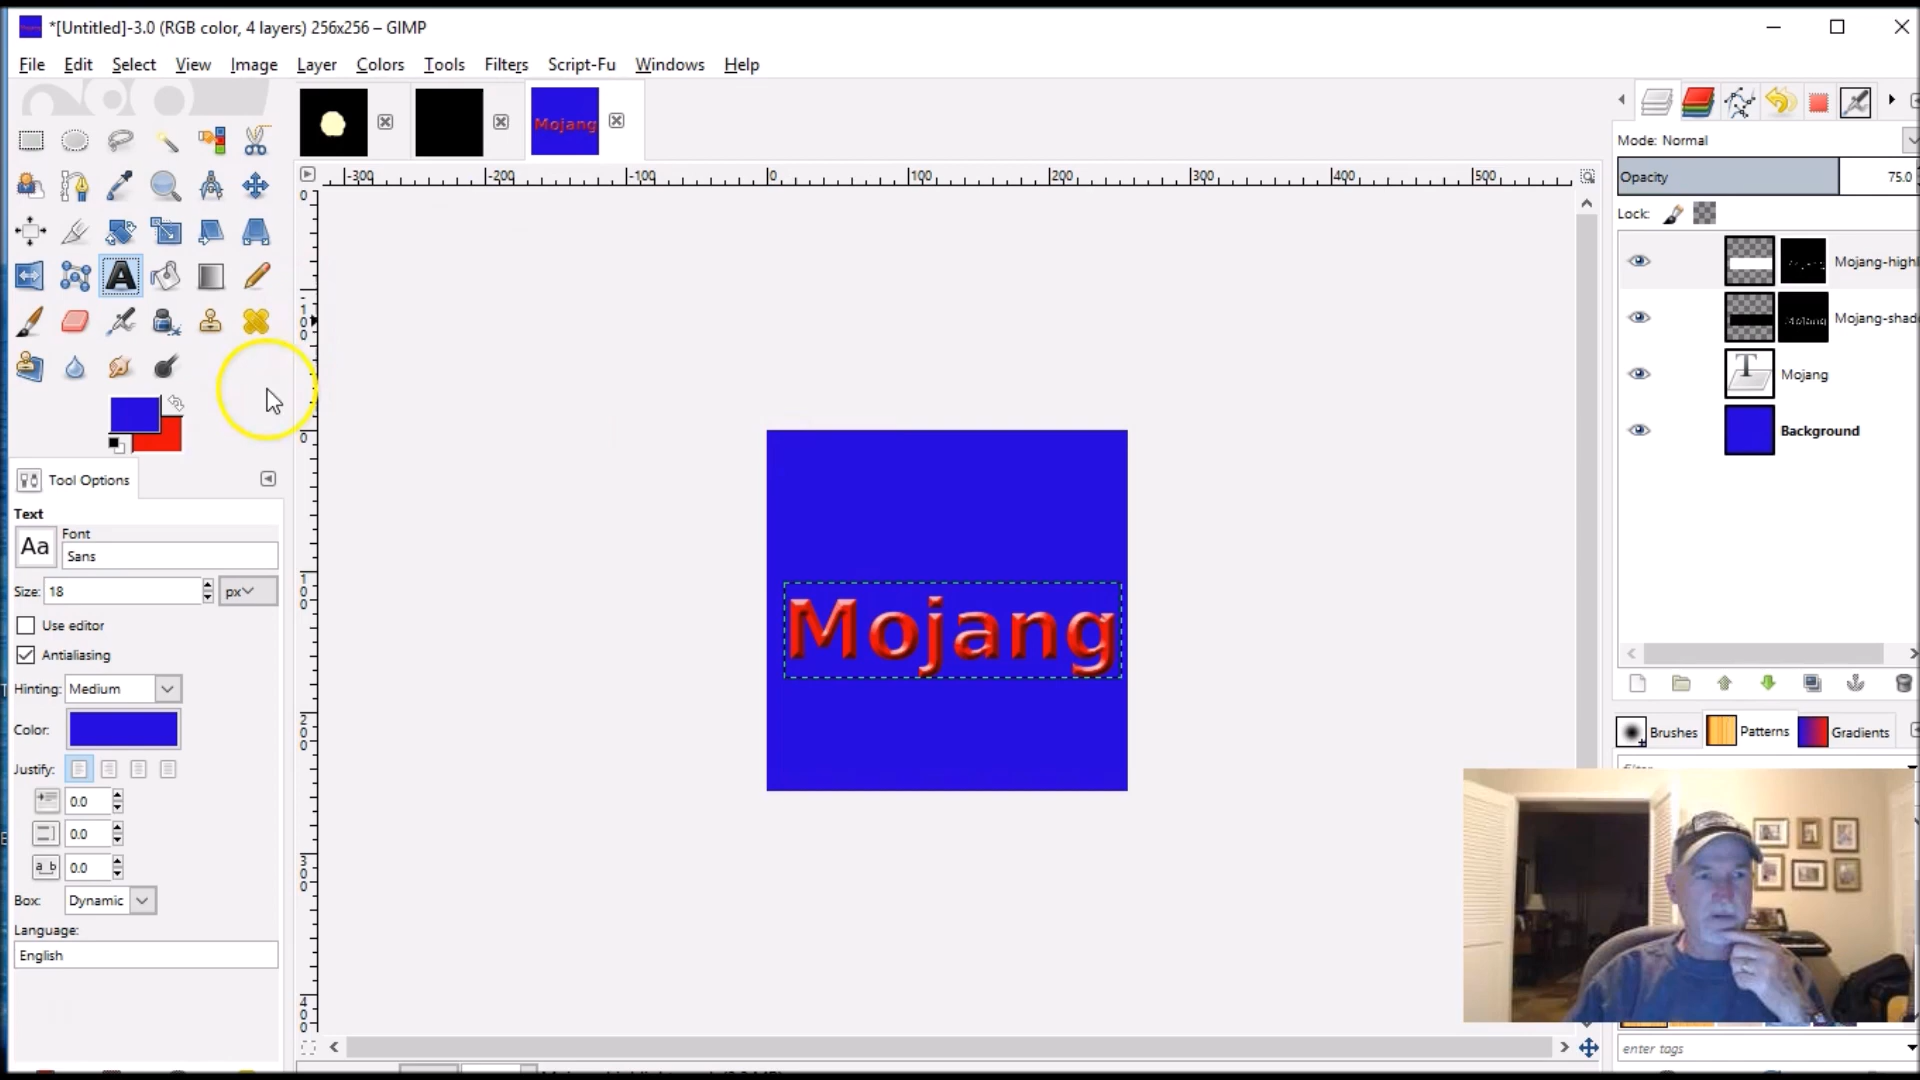 *[Untitled]-3.0 (RGB color, 4 layers) 256x256 – GIMP
File Edit Select View Image Layer Colors Tools Filters Script-Fu Windows Help
Mojang
Mode: Normal
-300 -200 -100 0 100 200 300 400 500
Opacity 75.0
Lock:
Mojang-highl
Mojang-shad
Mojang
Background
Tool Options
Text
Font
Aa Sans
Size: 18 px
Use editor
Antialiasing
Hinting: Medium
Color:
Mojang
Brushes Patterns Gradients
Justify:
0.0
0.0
0.0
Box: Dynamic
Language:
English
enter tags